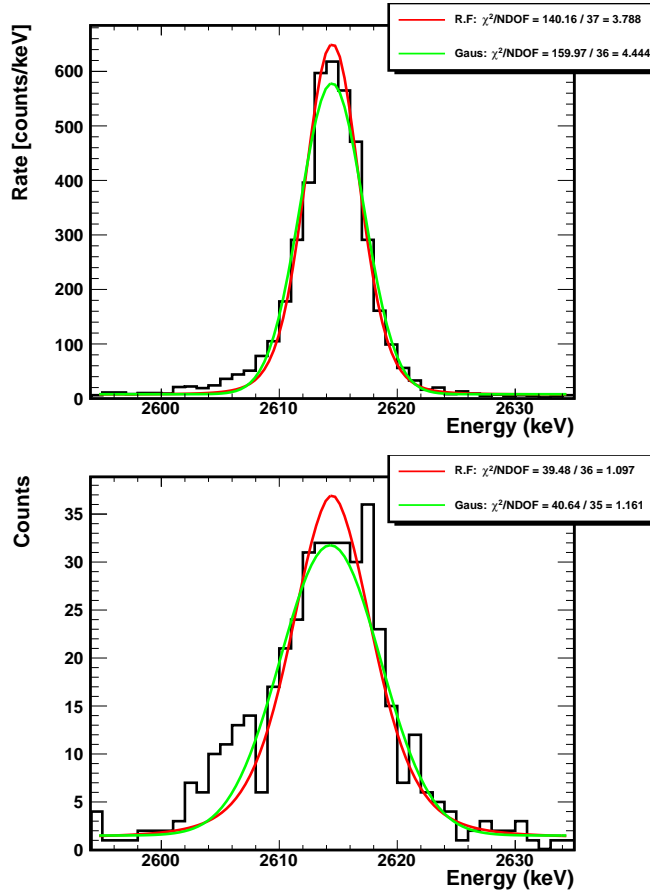 R.F: χ²/NDOF = 140.16 / 37 = 3.788
Gaus: χ²/NDOF = 159.97 / 36 = 4.444
Rate [counts/keV]
600
500
400
300
200
100
0
2600 2610 2620 2630
Energy (keV)
R.F: χ²/NDOF = 39.48 / 36 = 1.097
Gaus: χ²/NDOF = 40.64 / 35 = 1.161
Counts
35
30
25
20
15
10
5
0
2600 2610 2620 2630
Energy (keV)